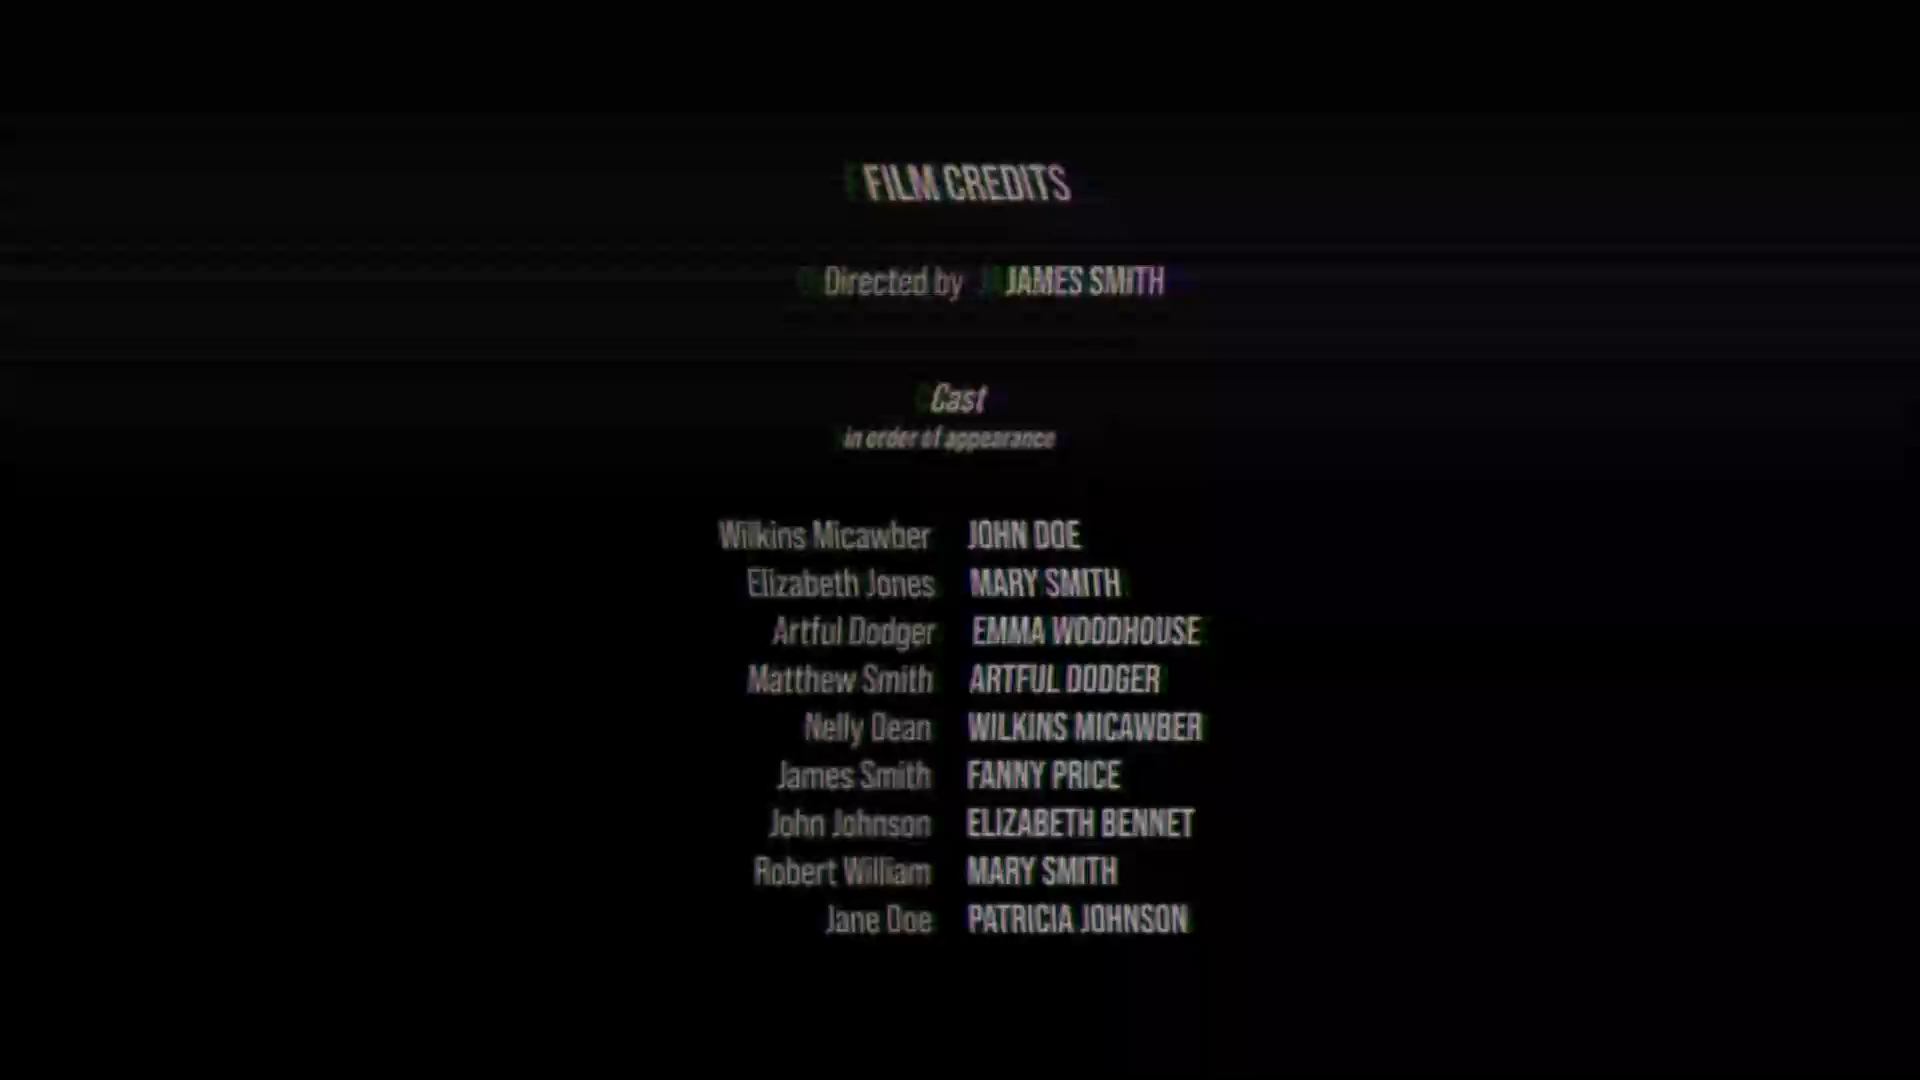 FILM CREDITS
Directed by JAMES SMITH
Cast
in order of appearance
Wilkins Micawber JOHN DOE
Elizabeth Jones MARY SMITH
Artful Dodger EMMA WOODHOUSE
Matthew Smith ARTFUL DODGER
Nelly Dean WILKINS MICAWBER
James Smith FANNY PRICE
John Johnson ELIZABETH BENNET
Robert William MARY SMITH
Jane Doe PATRICIA JOHNSON